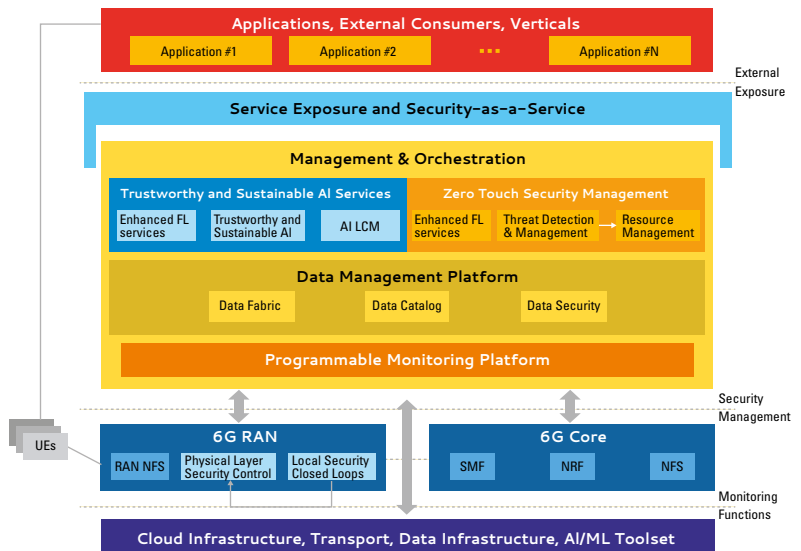 Applications, External Consumers, Verticals
Application #1
Application #2
Application #N
External
Exposure
Service Exposure and Security-as-a-Service
Management & Orchestration
Trustworthy and Sustainable AI Services
Enhanced FL
services
Trustworthy and
Sustainable AI
AI LCM
Zero Touch Security Management
Enhanced FL
services
Threat Detection
& Management
Resource
Management
Data Management Platform
Data Fabric
Data Catalog
Data Security
Programmable Monitoring Platform
Security
Management
UEs
6G RAN
RAN NFS
Physical Layer
Security Control
Local Security
Closed Loops
6G Core
SMF
NRF
NFS
Monitoring
Functions
Cloud Infrastructure, Transport, Data Infrastructure, AI/ML Toolset